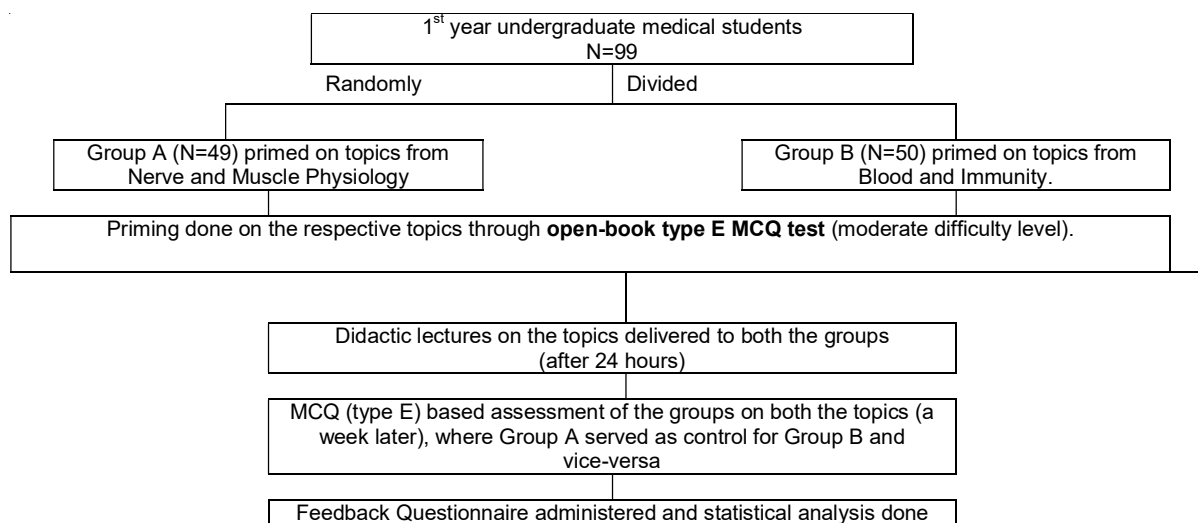 1st year undergraduate medical students
N=99
Randomly Divided
Group A (N=49) primed on topics from
Nerve and Muscle Physiology
Group B (N=50) primed on topics from
Blood and Immunity.
Priming done on the respective topics through open-book type E MCQ test (moderate difficulty level).
Didactic lectures on the topics delivered to both the groups
(after 24 hours)
MCQ (type E) based assessment of the groups on both the topics (a
week later), where Group A served as control for Group B and
vice-versa
Feedback Questionnaire administered and statistical analysis done